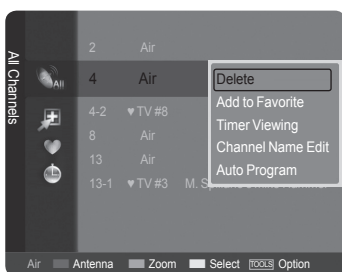 All Channels
All
2 Air
4 Air
4-2 ♥ TV #8
8 Air
13 Air
13-1 ♥ TV #3
Delete
Add to Favorite
Timer Viewing
Channel Name Edit
Auto Program
Air Antenna Zoom Select TOOLS Option